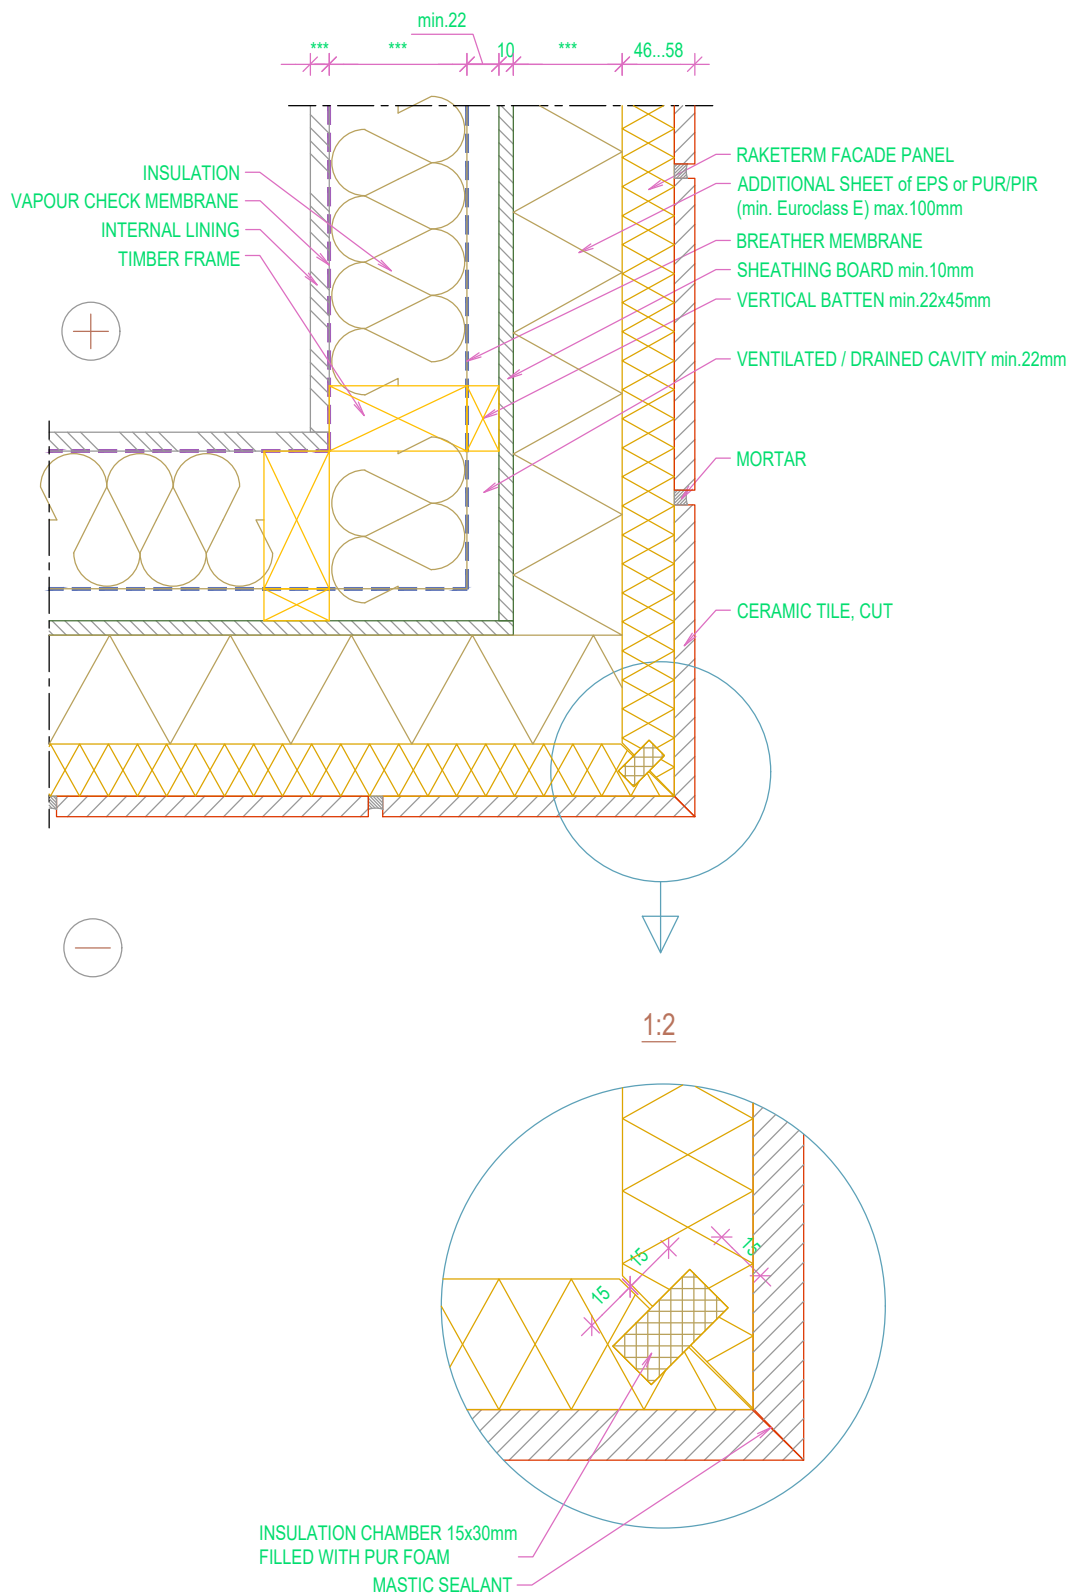 min.22
*** *** 10 *** 46...58
INSULATION
VAPOUR CHECK MEMBRANE
INTERNAL LINING
TIMBER FRAME
RAKETERM FACADE PANEL
ADDITIONAL SHEET of EPS or PUR/PIR
(min. Euroclass E) max.100mm
BREATHER MEMBRANE
SHEATHING BOARD min.10mm
VERTICAL BATTEN min.22x45mm
VENTILATED / DRAINED CAVITY min.22mm
MORTAR
CERAMIC TILE, CUT
1:2
15
15
15
INSULATION CHAMBER 15x30mm
FILLED WITH PUR FOAM
MASTIC SEALANT